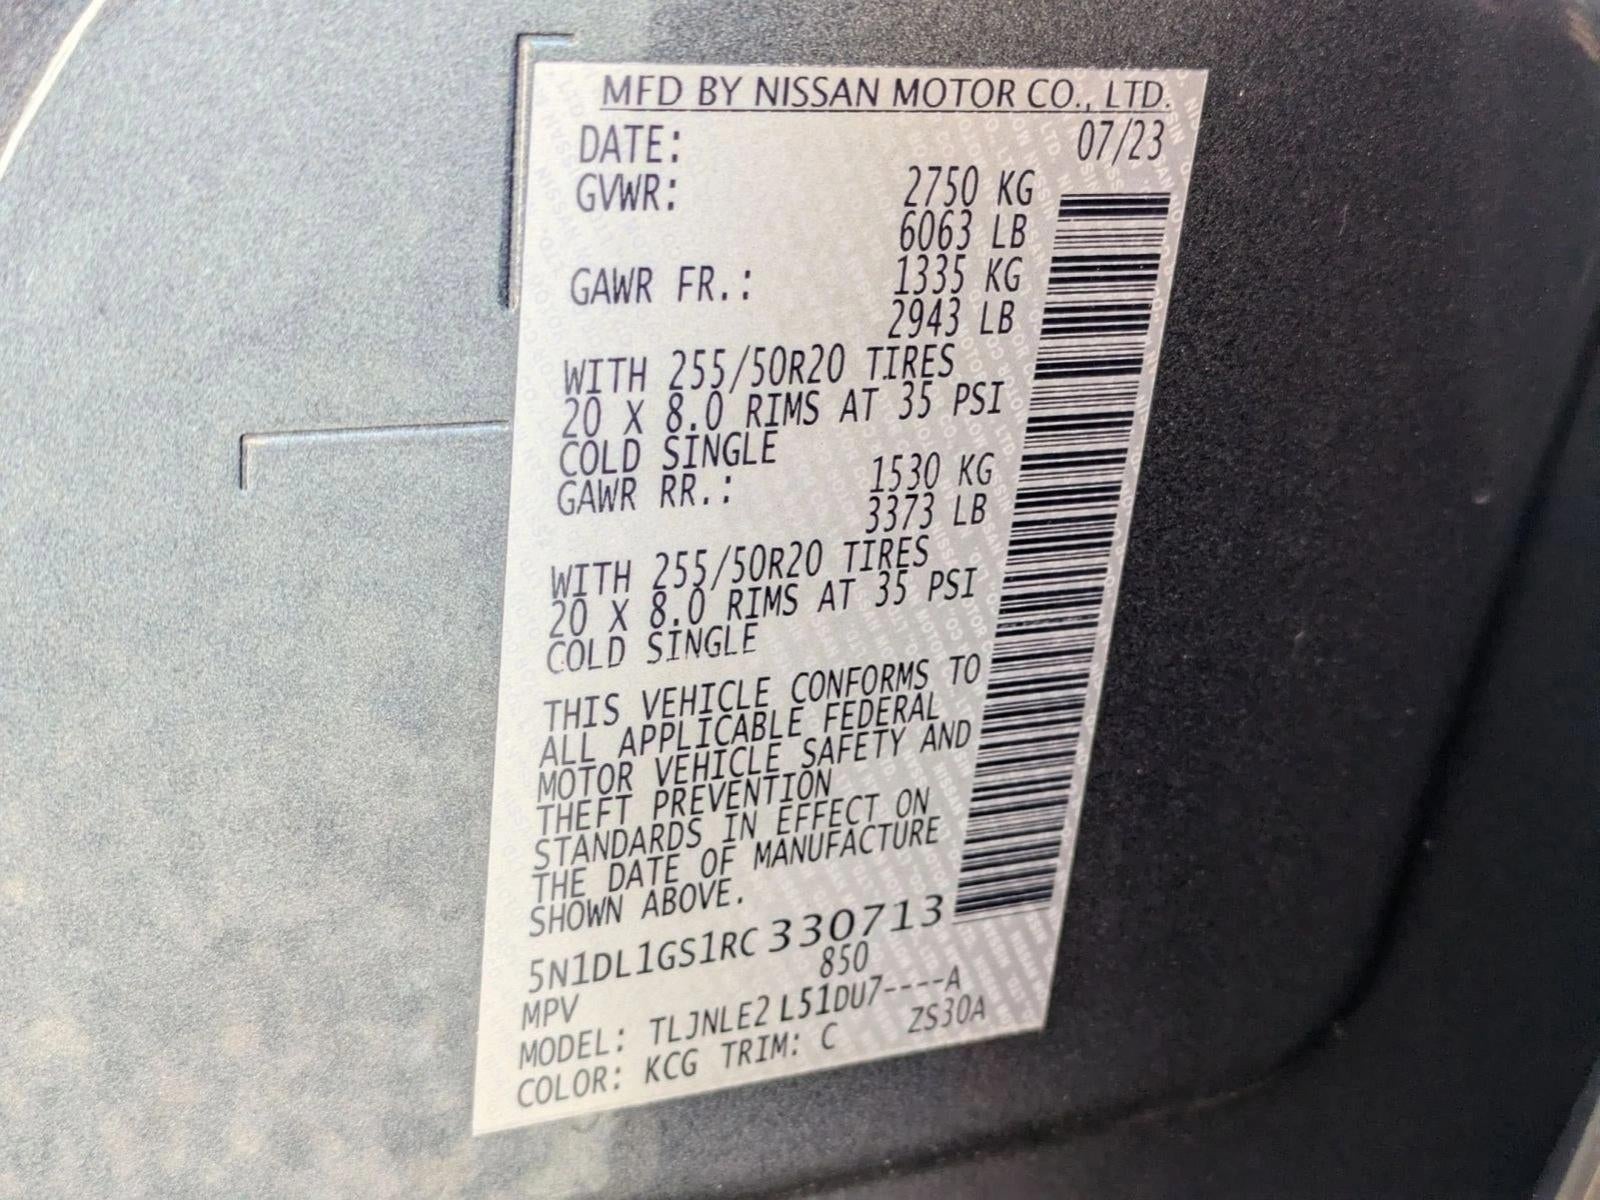 MFD BY NISSAN MOTOR CO., LTD.
DATE: 07/23
GVWR: 2750 KG
6063 LB
GAWR FR.: 1335 KG
2943 LB
WITH 255/50R20 TIRES
20 X 8.0 RIMS AT 35 PSI
COLD SINGLE
GAWR RR.: 1530 KG
3373 LB
WITH 255/50R20 TIRES
20 X 8.0 RIMS AT 35 PSI
COLD SINGLE
THIS VEHICLE CONFORMS TO
ALL APPLICABLE FEDERAL
MOTOR VEHICLE SAFETY AND
THEFT PREVENTION
STANDARDS IN EFFECT ON
THE DATE OF MANUFACTURE
SHOWN ABOVE.
5N1DL1GS1RC 330713
MPV 850
MODEL: TLJNLE2 L51DU7----A
COLOR: KCG TRIM: C ZS30A